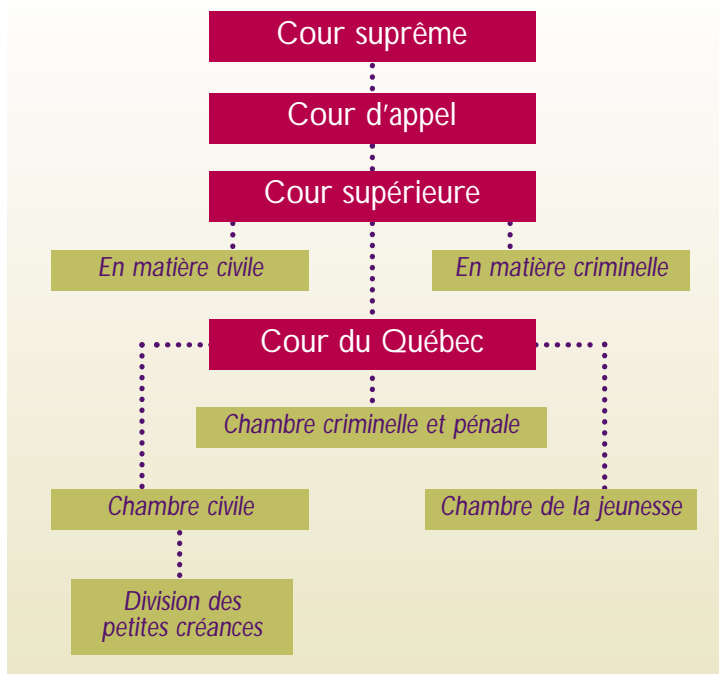 Cour suprême
Cour d'appel
Cour supérieure
En matière civile
En matière criminelle
Cour du Québec
Chambre criminelle et pénale
Chambre civile
Chambre de la jeunesse
Division des
petites créances